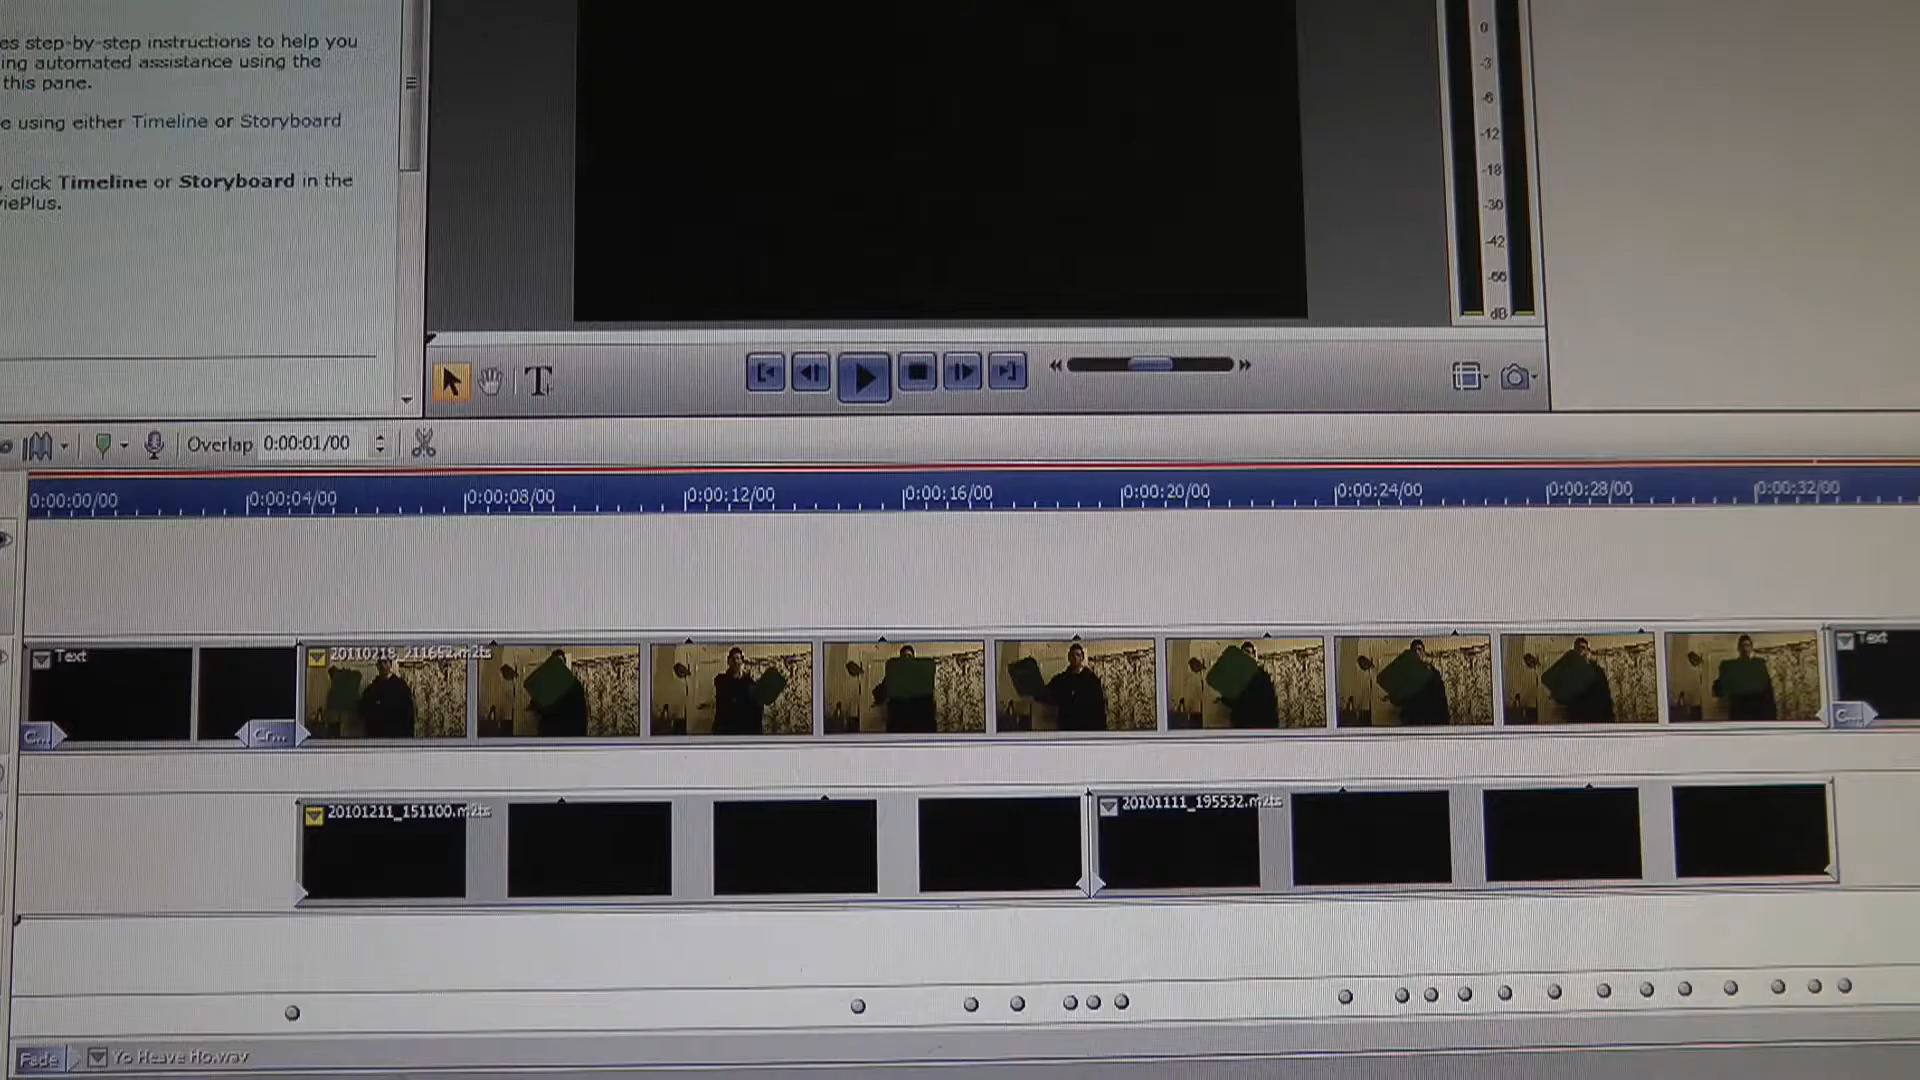 es step-by-step instructions to help you
ing automated assistance using the
this pane.
e using either Timeline or Storyboard
, click Timeline or Storyboard in the
viePlus.
0
-3
-6
-12
-18
-30
-42
-66
dB
T
Overlap 0:00:01/00
0:00:00/00 0:00:04/00 0:00:08/00 0:00:12/00 0:00:16/00 0:00:20/00 0:00:24/00 0:00:28/00 0:00:32/00
Text 20110218_211652.m2ts Text
C... Cr... C...
20101211_151100.m2ts 20101111_195532.m2ts
Fade Yo Heave Ho.wav